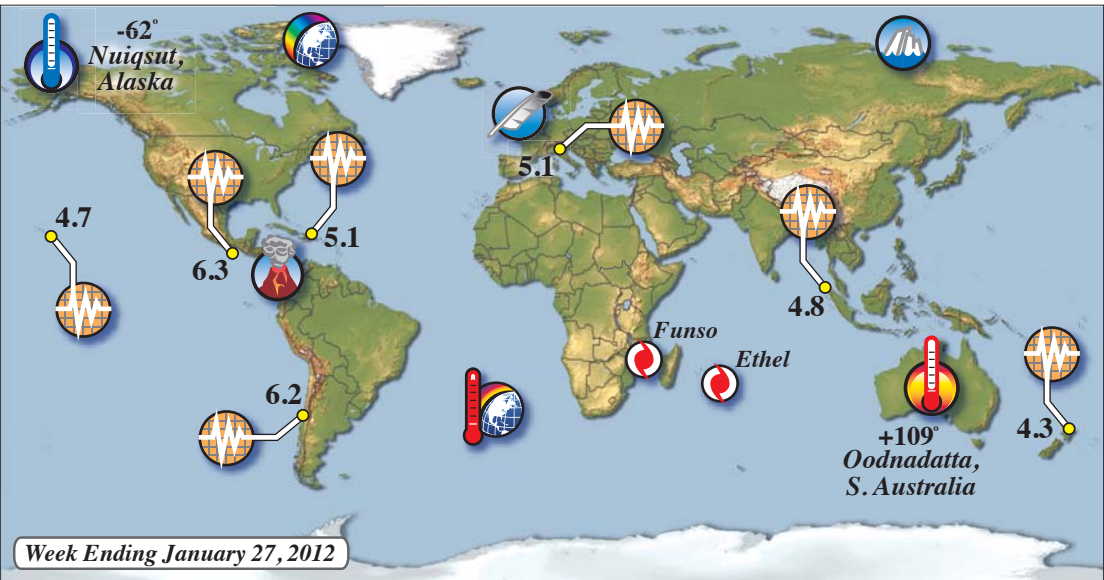 -62°
Nuiqsut,
Alaska
5.1
4.7
5.1
6.3
4.8
Funso
Ethel
6.2
4.3
+109°
Oodnadatta,
S. Australia
Week Ending January 27, 2012